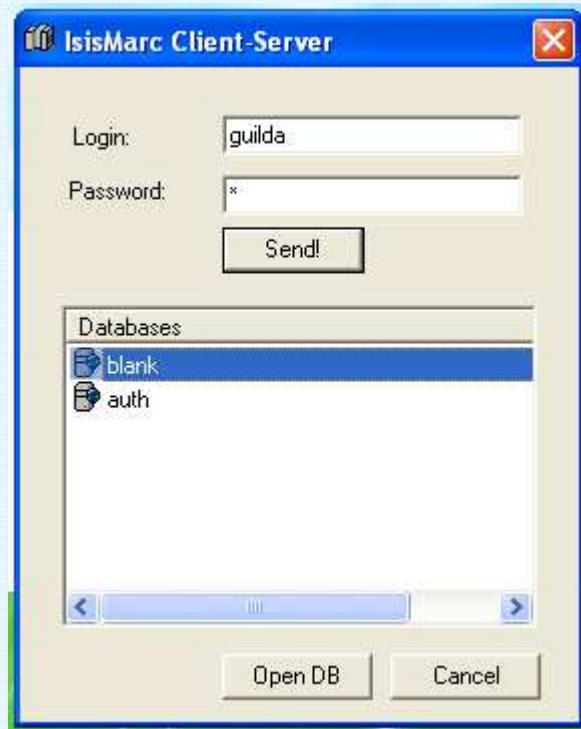 IsisMarc Client-Server
Login: guilda
Password: *
Send!
Databases
blank
auth
Open DB Cancel